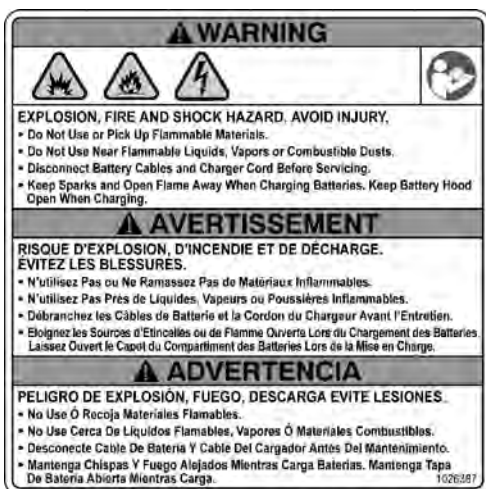 WARNING
EXPLOSION, FIRE AND SHOCK HAZARD. AVOID INJURY.
• Do Not Use or Pick Up Flammable Materials.
• Do Not Use Near Flammable Liquids, Vapors or Combustible Dusts.
• Disconnect Battery Cables and Charger Cord Before Servicing.
• Keep Sparks and Open Flame Away When Charging Batteries. Keep Battery Hood
Open When Charging.
AVERTISSEMENT
RISQUE D'EXPLOSION, D'INCENDIE ET DE DÉCHARGE.
ÉVITEZ LES BLESSURES.
• N'utilisez Pas ou Ne Ramassez Pas de Matériaux Inflammables.
• N'utilisez Pas Près de Liquides, Vapeurs ou Poussières Inflammables.
• Débranchez les Câbles de Batterie et la Cordon du Chargeur Avant l'Entretien.
• Eloignez les Sources d'Etincelles ou de Flamme Ouverte Lors du Chargement des Batteries.
Laissez Ouvert le Capot du Compartiment des Batteries Lors de la Mise en Charge.
ADVERTENCIA
PELIGRO DE EXPLOSIÓN, FUEGO, DESCARGA EVITE LESIONES.
• No Use Ó Recoja Materiales Flamables.
• No Use Cerca De Liquidos Flamables, Vapores Ó Materiales Combustibles.
• Desconecte Cable De Bateria Y Cable Del Cargador Antes Del Mantenimiento.
• Mantenga Chispas Y Fuego Alejados Mientras Carga Baterias. Mantenga Tapa
De Bateria Abierta Mientras Carga.
1026387